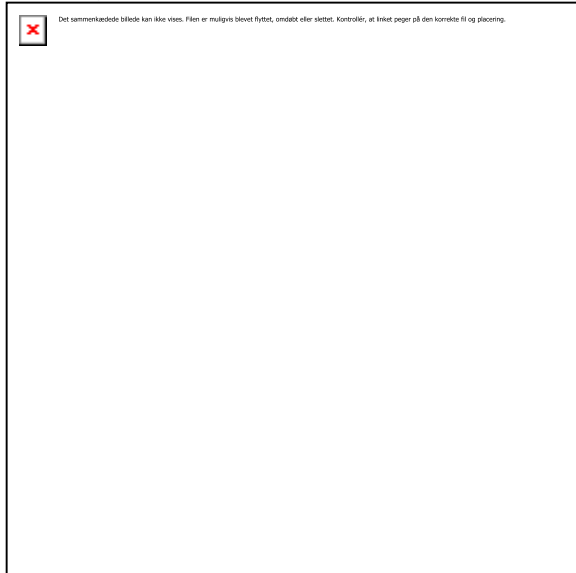 Det sammenkædede billede kan ikke vises. Filen er muligvis blevet flyttet, omdøbt eller slettet. Kontrollér, at linket peger på den korrekte fil og placering.